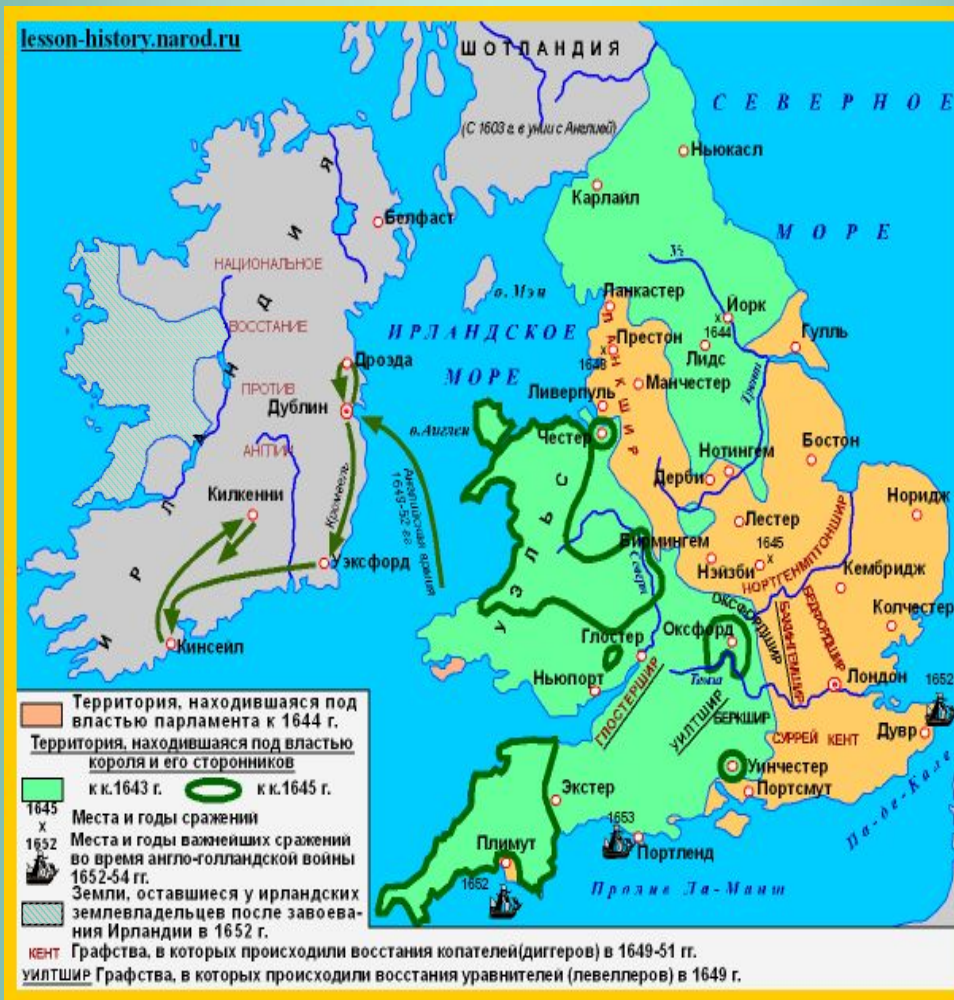 lesson-history.narod.ru
ШОТЛАНДИЯ
(С 1603 г. в унии с Англией)
СЕВЕРНОЕ
МОРЕ
Ньюкасл
Карлайл
Белфаст
ИРЛАНДИЯ
НАЦИОНАЛЬНОЕ
ВОССТАНИЕ
ПРОТИВ
АНГЛИИ
о. Мэн
ИРЛАНДСКОЕ
МОРЕ
Ланкастер
Йорк
1644
Гулль
Престон
1648
Лидс
ЛАНКШИР
Манчестер
Трент
Дрозда
Дублин
Ливерпуль
о.Англси
Честер
Нотингем
Бостон
Дерби
Килкенни
Кромвель
Английская армия
1649-52 гг.
УЭЛЬС
Лестер
Норидж
Бирмингем
1645
Нэйзби
НОРТГЕНМПТОНШИР
Уэксфорд
Северн
Кембридж
ОКСФОРДШИР
БАКИНГЕМШИР
БЕДФОРДШИР
Колчестер
Кинсейл
Глостер
Оксфорд
Ньюпорт
Темза
Лондон
1652
ГЛОСТЕРШИР
УИЛТШИР
БЕРКШИР
СУРРЕЙ КЕНТ
Дувр
Уинчестер
Портсмут
Па-де-Кале
Экстер
1653
Портленд
Плимут
1652
Пролив Ла-Манш
Территория, находившаяся под
властью парламента к 1644 г.
Территория, находившаяся под властью
короля и его сторонников
к к.1643 г. к к.1645 г.
1645
x Места и годы сражений
1652 Места и годы важнейших сражений
во время англо-голландской войны
1652-54 гг.
Земли, оставшиеся у ирландских
землевладельцев после завоева-
ния Ирландии в 1652 г.
КЕНТ Графства, в которых происходили восстания копателей(диггеров) в 1649-51 гг.
УИЛТШИР Графства, в которых происходили восстания уравнителей (левеллеров) в 1649 г.